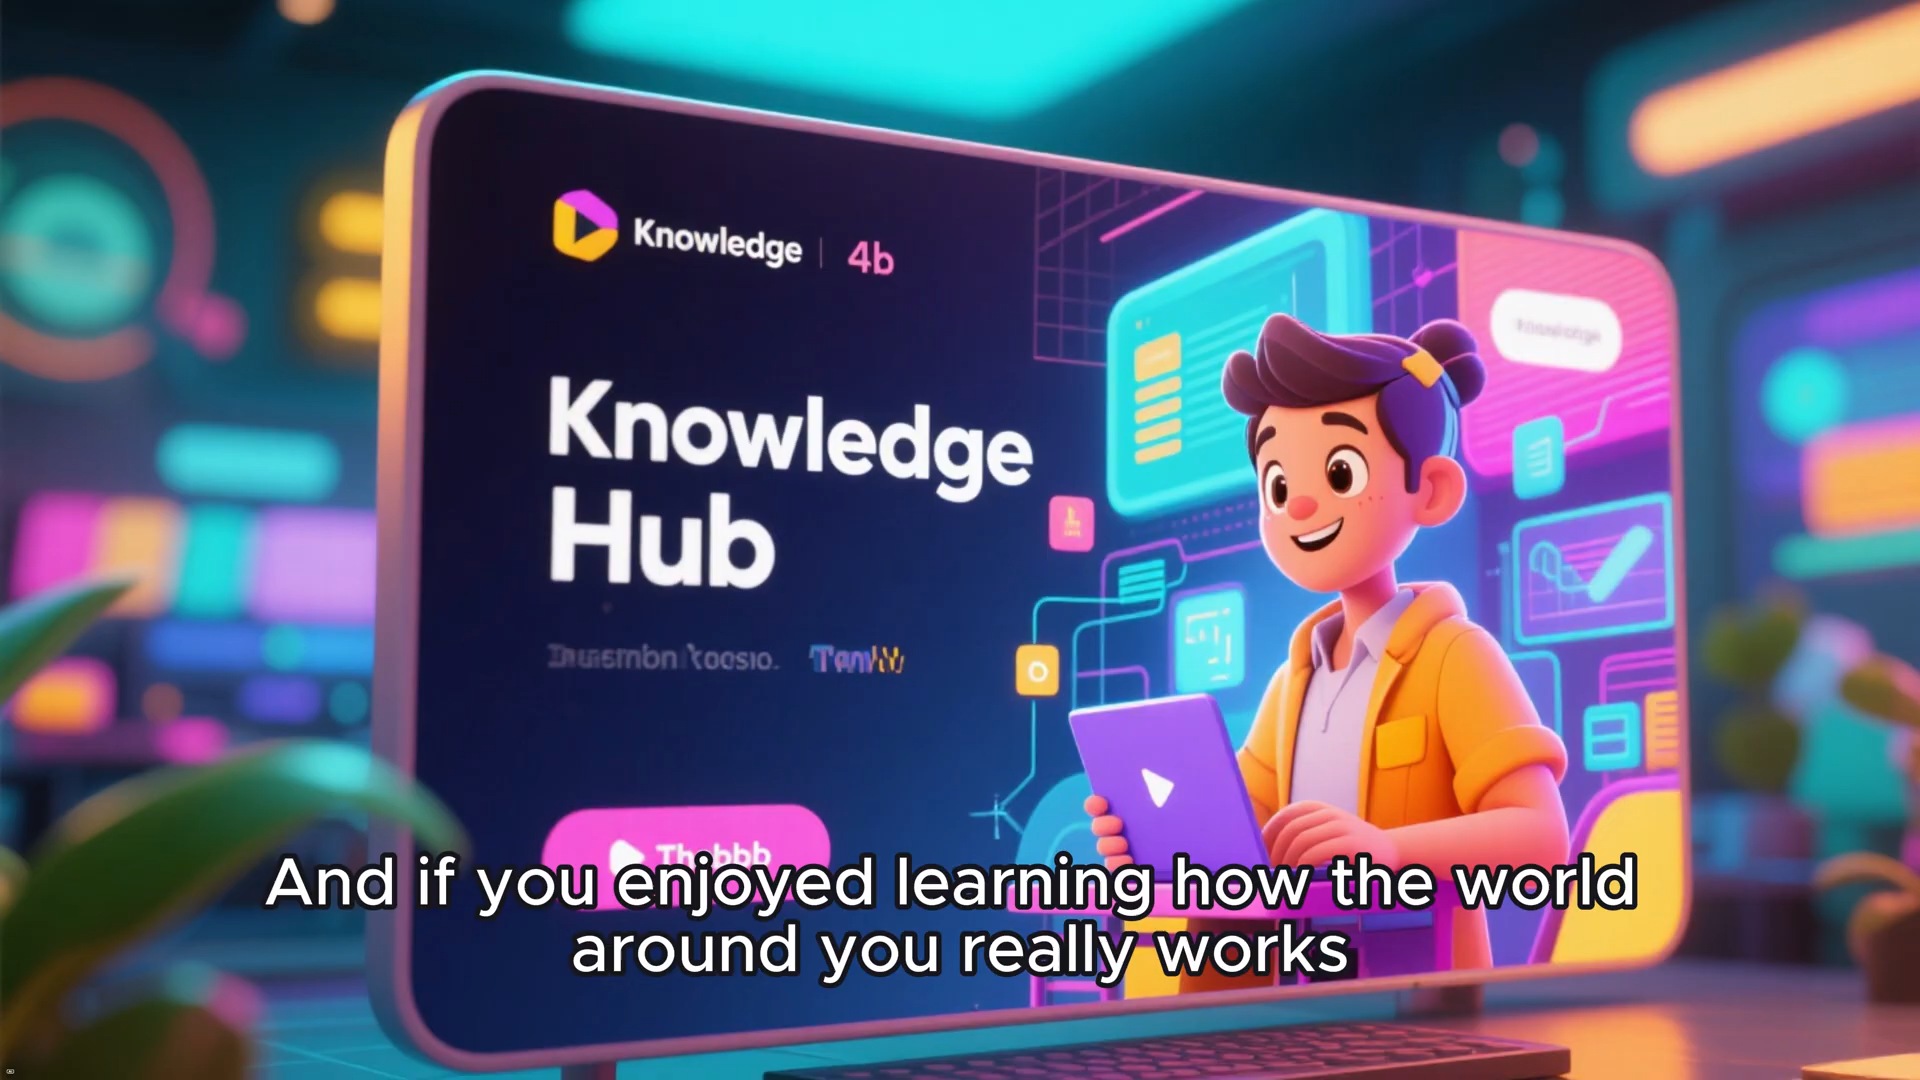 Knowledge | 4b
Knowledge
Hub
And if you enjoyed learning how the world
around you really works